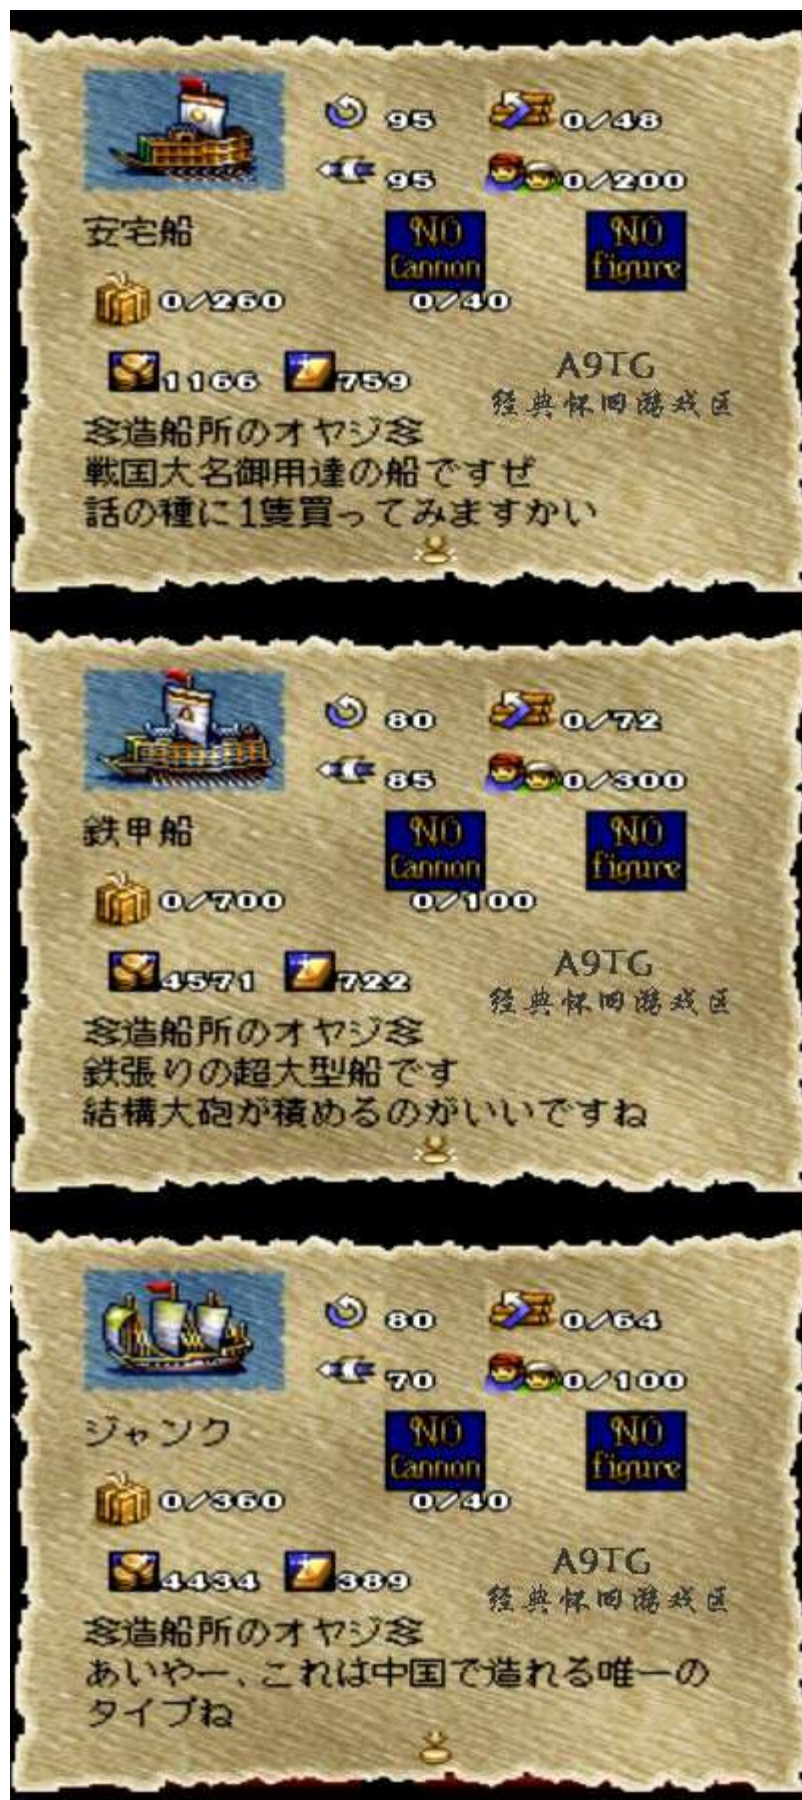 95 0/48
95 0/200
安宅船
NO Cannon
NO figure
0/260 0/40
1166 759
A9TG
经典怀旧游戏区
造船所のオヤジ
戦国大名御用達の船ですぜ
話の種に1隻買ってみますかい
80 0/72
85 0/300
鉄甲船
NO Cannon
NO figure
0/700 0/100
4571 722
A9TG
经典怀旧游戏区
造船所のオヤジ
鉄張りの超大型船です
結構大砲が積めるのがいいですね
80 0/64
70 0/100
ジャンク
NO Cannon
NO figure
0/360 0/40
4434 389
A9TG
经典怀旧游戏区
造船所のオヤジ
あいやー、これは中国で造れる唯一の
タイプね